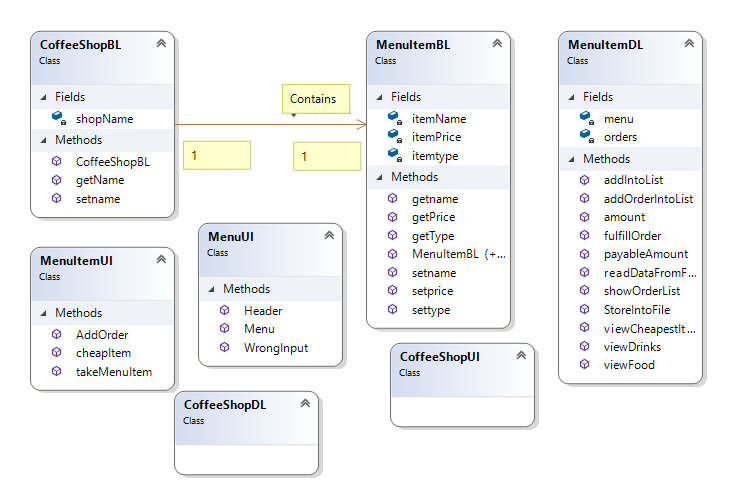 CoffeeShopBL
Class
Fields
shopName
Methods
CoffeeShopBL
getName
setname
Contains
1
1
MenuItemBL
Class
Fields
itemName
itemPrice
itemtype
Methods
getname
getPrice
getType
MenuItemBL (+...
setname
setprice
settype
MenuItemDL
Class
Fields
menu
orders
Methods
addIntoList
addOrderIntoList
amount
fulfillOrder
payableAmount
readDataFromF...
showOrderList
StoreIntoFile
viewCheapestIt...
viewDrinks
viewFood
MenuItemUI
Class
Methods
AddOrder
cheapItem
takeMenuItem
MenuUI
Class
Methods
Header
Menu
WrongInput
CoffeeShopUI
Class
CoffeeShopDL
Class